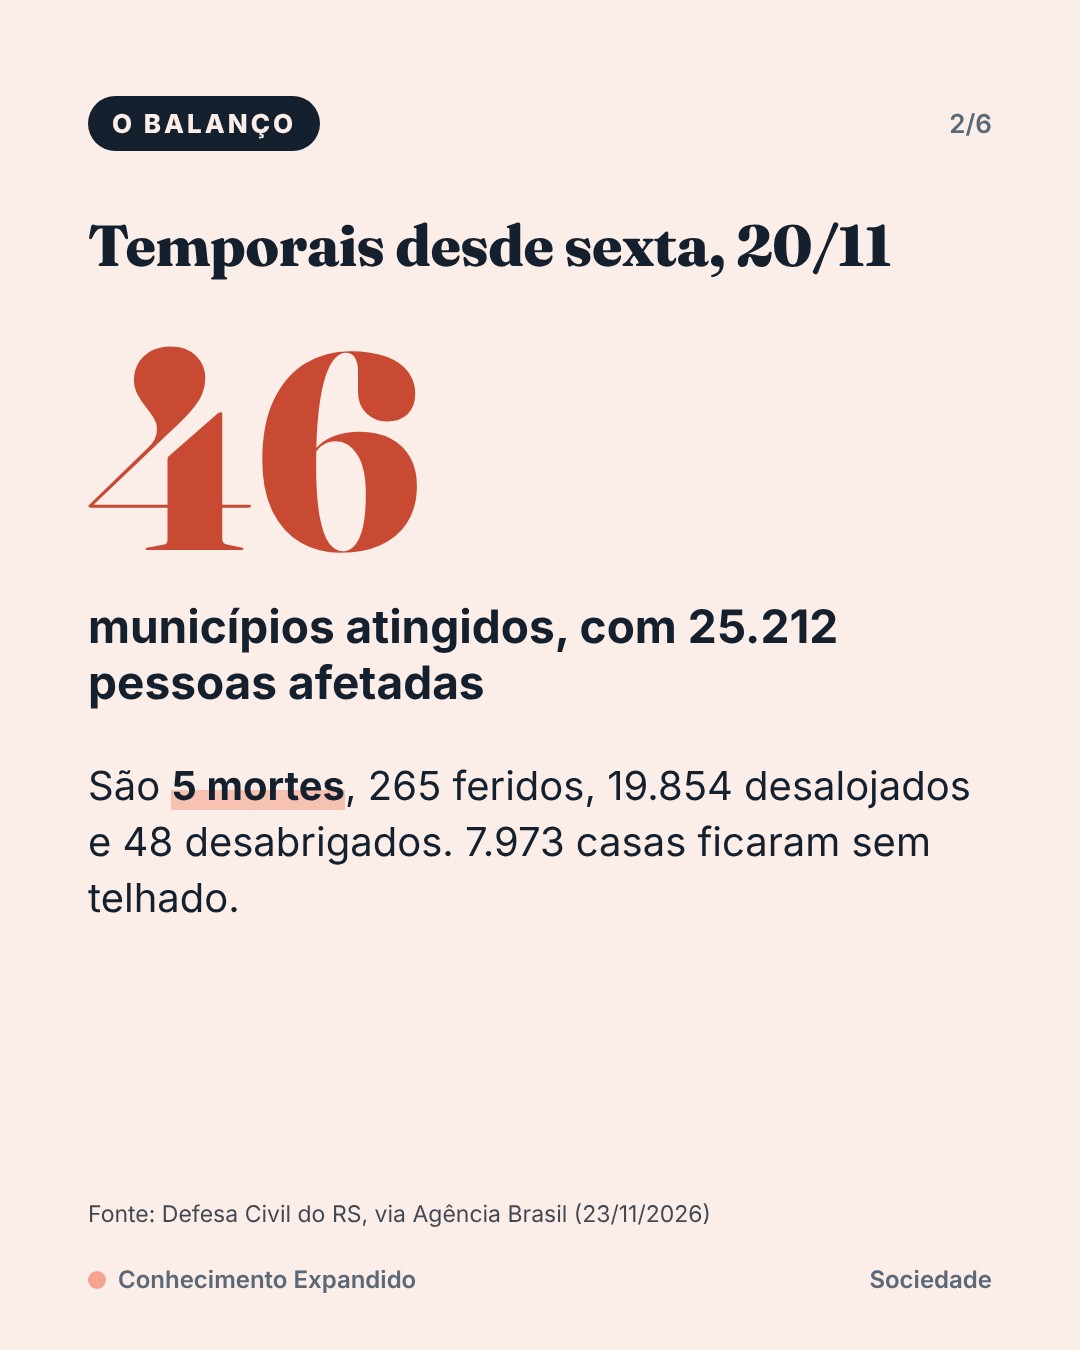 O BALANÇO
2/6
Temporais desde sexta, 20/11
46
municípios atingidos, com 25.212
pessoas afetadas
São 5 mortes, 265 feridos, 19.854 desalojados
e 48 desabrigados. 7.973 casas ficaram sem
telhado.
Fonte: Defesa Civil do RS, via Agência Brasil (23/11/2026)
Conhecimento Expandido
Sociedade